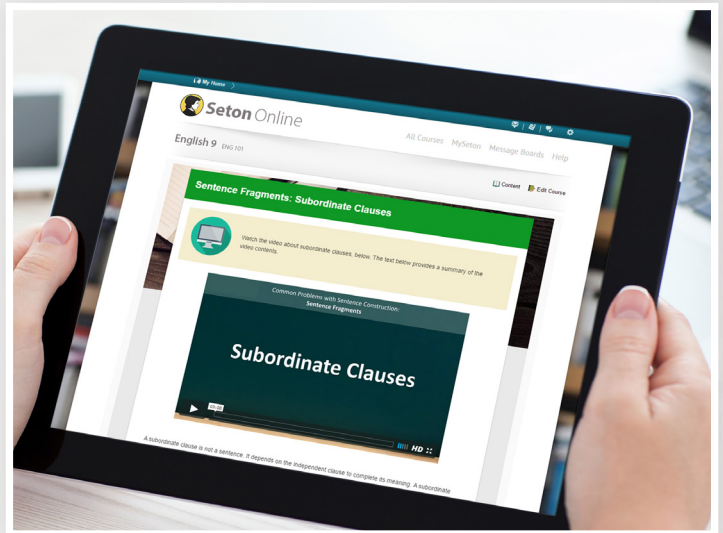 My Home
Seton Online
All Courses MySeton Message Boards Help
English 9 ENG 101
Content Edit Course
Sentence Fragments: Subordinate Clauses
Watch the video about subordinate clauses, below. The text below provides a summary of the
video contents.
Common Problems with Sentence Construction:
Sentence Fragments
Subordinate Clauses
HD
A subordinate clause is not a sentence. It depends on the independent clause to complete its meaning. A subordinate